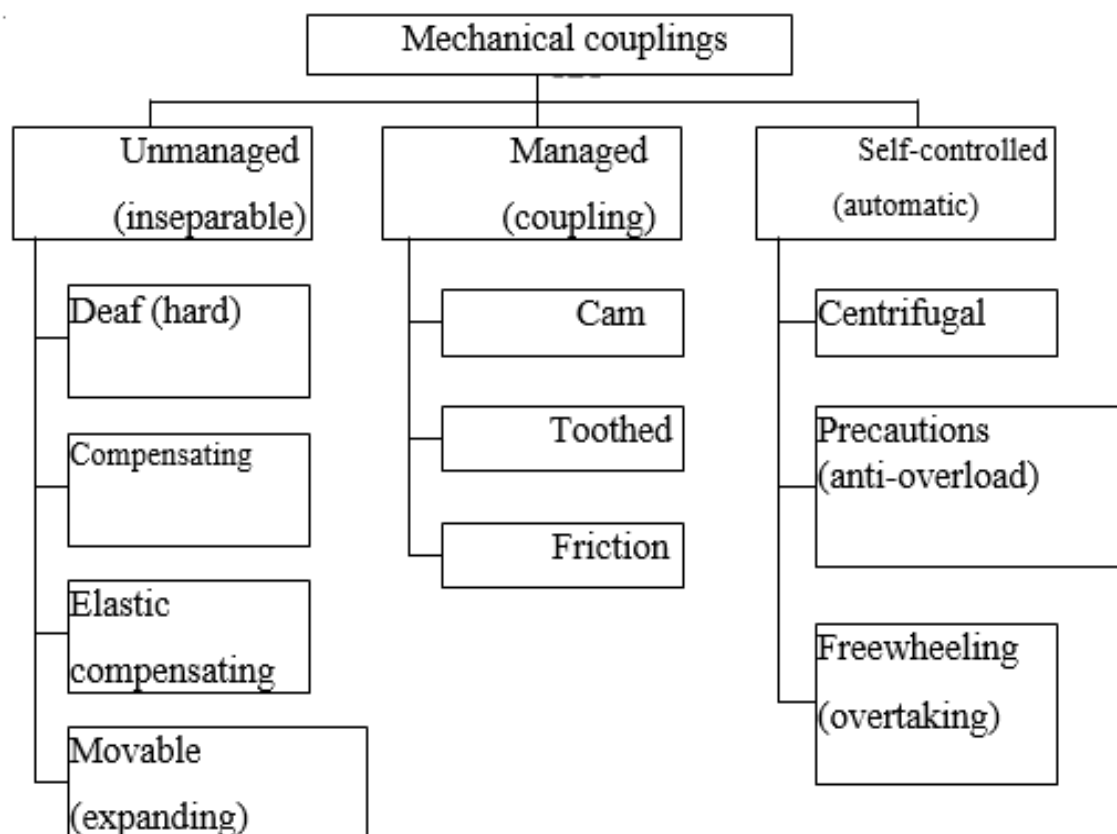 Mechanical couplings
Unmanaged
(inseparable)
Deaf (hard)
Compensating
Elastic
compensating
Movable
(expanding)
Managed
(coupling)
Cam
Toothed
Friction
Self-controlled
(automatic)
Centrifugal
Precautions
(anti-overload)
Freewheeling
(overtaking)